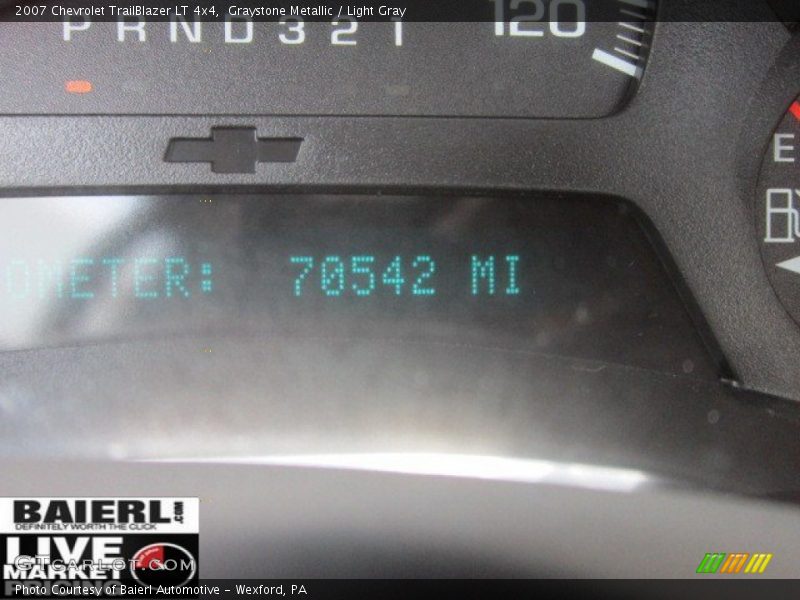 2007 Chevrolet TrailBlazer LT 4x4, Graystone Metallic / Light Gray
P R N D 3 2 1
120
E
OMETER: 70542 MI
BAIERL.com
DEFINITELY WORTH THE CLICK
LIVE
GTCARLOT.COM
MARKET
PRICING
Photo Courtesy of Baierl Automotive - Wexford, PA